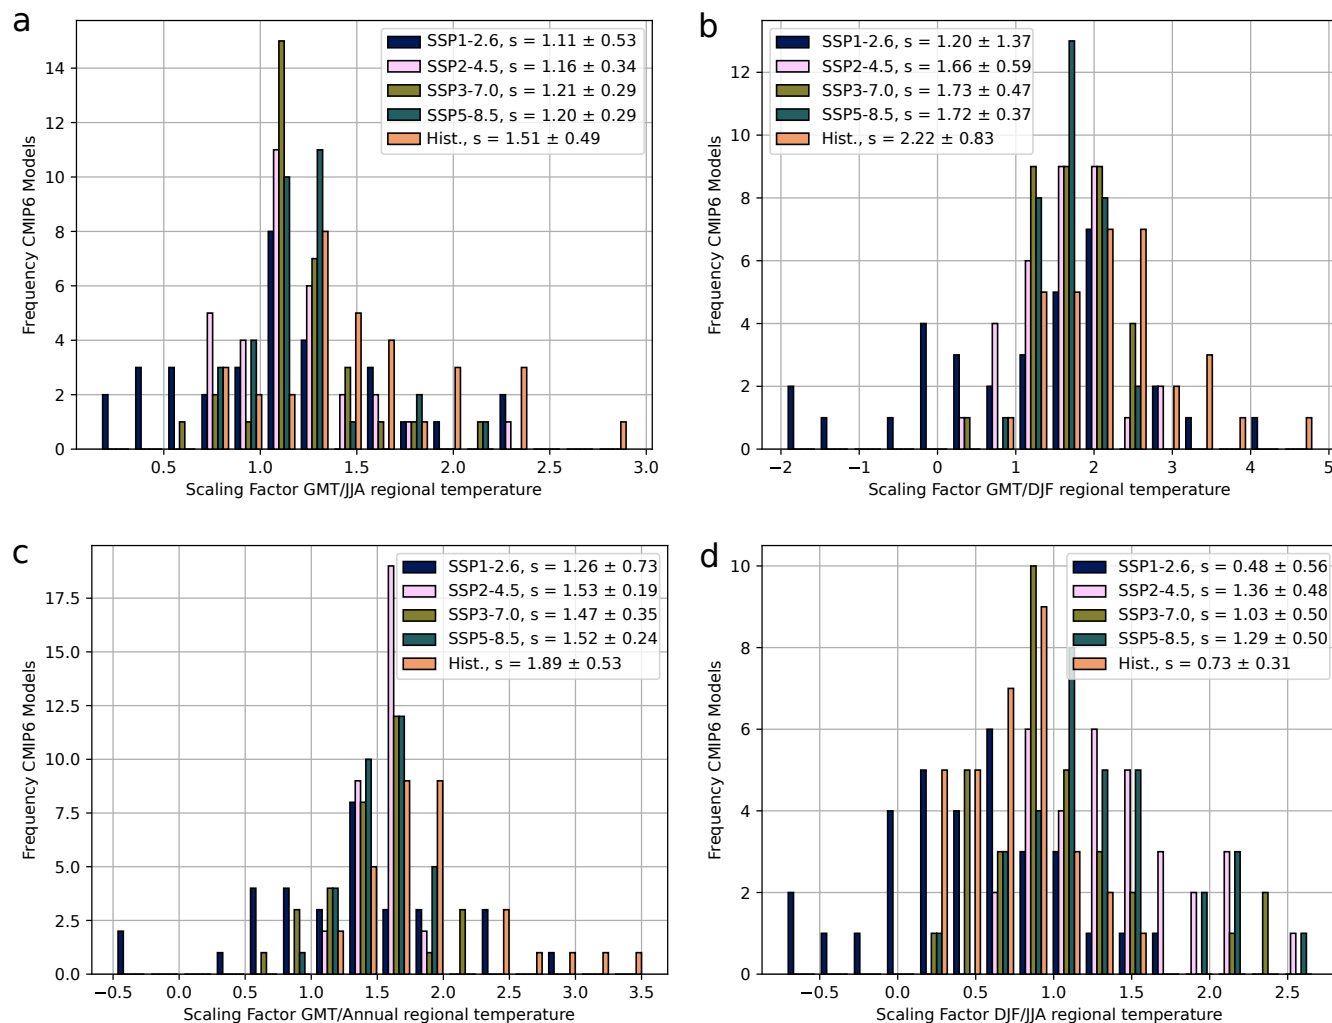 a
14
12
10
8
6
4
2
0
Frequency CMIP6 Models
SSP1-2.6, s = 1.11 ± 0.53
SSP2-4.5, s = 1.16 ± 0.34
SSP3-7.0, s = 1.21 ± 0.29
SSP5-8.5, s = 1.20 ± 0.29
Hist., s = 1.51 ± 0.49
0.5 1.0 1.5 2.0 2.5 3.0
Scaling Factor GMT/JJA regional temperature
b
12
10
8
6
4
2
0
Frequency CMIP6 Models
SSP1-2.6, s = 1.20 ± 1.37
SSP2-4.5, s = 1.66 ± 0.59
SSP3-7.0, s = 1.73 ± 0.47
SSP5-8.5, s = 1.72 ± 0.37
Hist., s = 2.22 ± 0.83
−2 −1 0 1 2 3 4 5
Scaling Factor GMT/DJF regional temperature
c
17.5
15.0
12.5
10.0
7.5
5.0
2.5
0.0
Frequency CMIP6 Models
SSP1-2.6, s = 1.26 ± 0.73
SSP2-4.5, s = 1.53 ± 0.19
SSP3-7.0, s = 1.47 ± 0.35
SSP5-8.5, s = 1.52 ± 0.24
Hist., s = 1.89 ± 0.53
−0.5 0.0 0.5 1.0 1.5 2.0 2.5 3.0 3.5
Scaling Factor GMT/Annual regional temperature
d
10
8
6
4
2
0
Frequency CMIP6 Models
SSP1-2.6, s = 0.48 ± 0.56
SSP2-4.5, s = 1.36 ± 0.48
SSP3-7.0, s = 1.03 ± 0.50
SSP5-8.5, s = 1.29 ± 0.50
Hist., s = 0.73 ± 0.31
−0.5 0.0 0.5 1.0 1.5 2.0 2.5
Scaling Factor DJF/JJA regional temperature